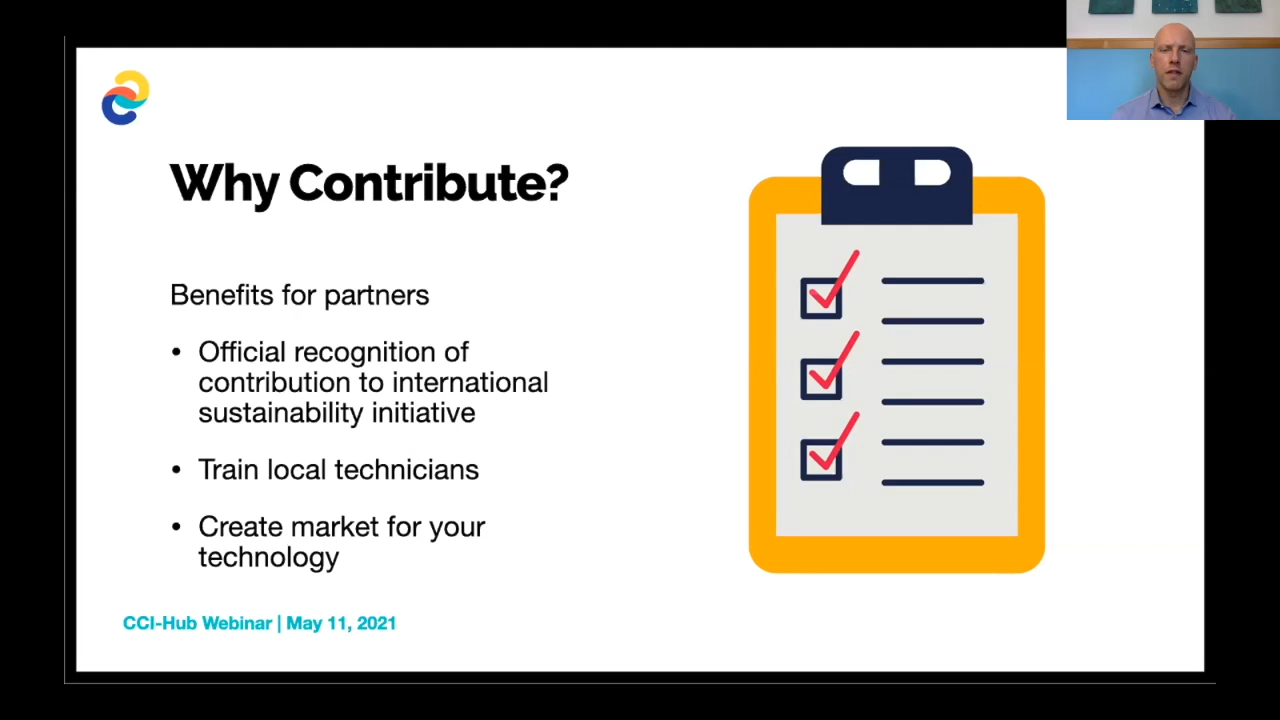 Why Contribute?
Benefits for partners
• Official recognition of
contribution to international
sustainability initiative
• Train local technicians
• Create market for your
technology
CCI-Hub Webinar | May 11, 2021